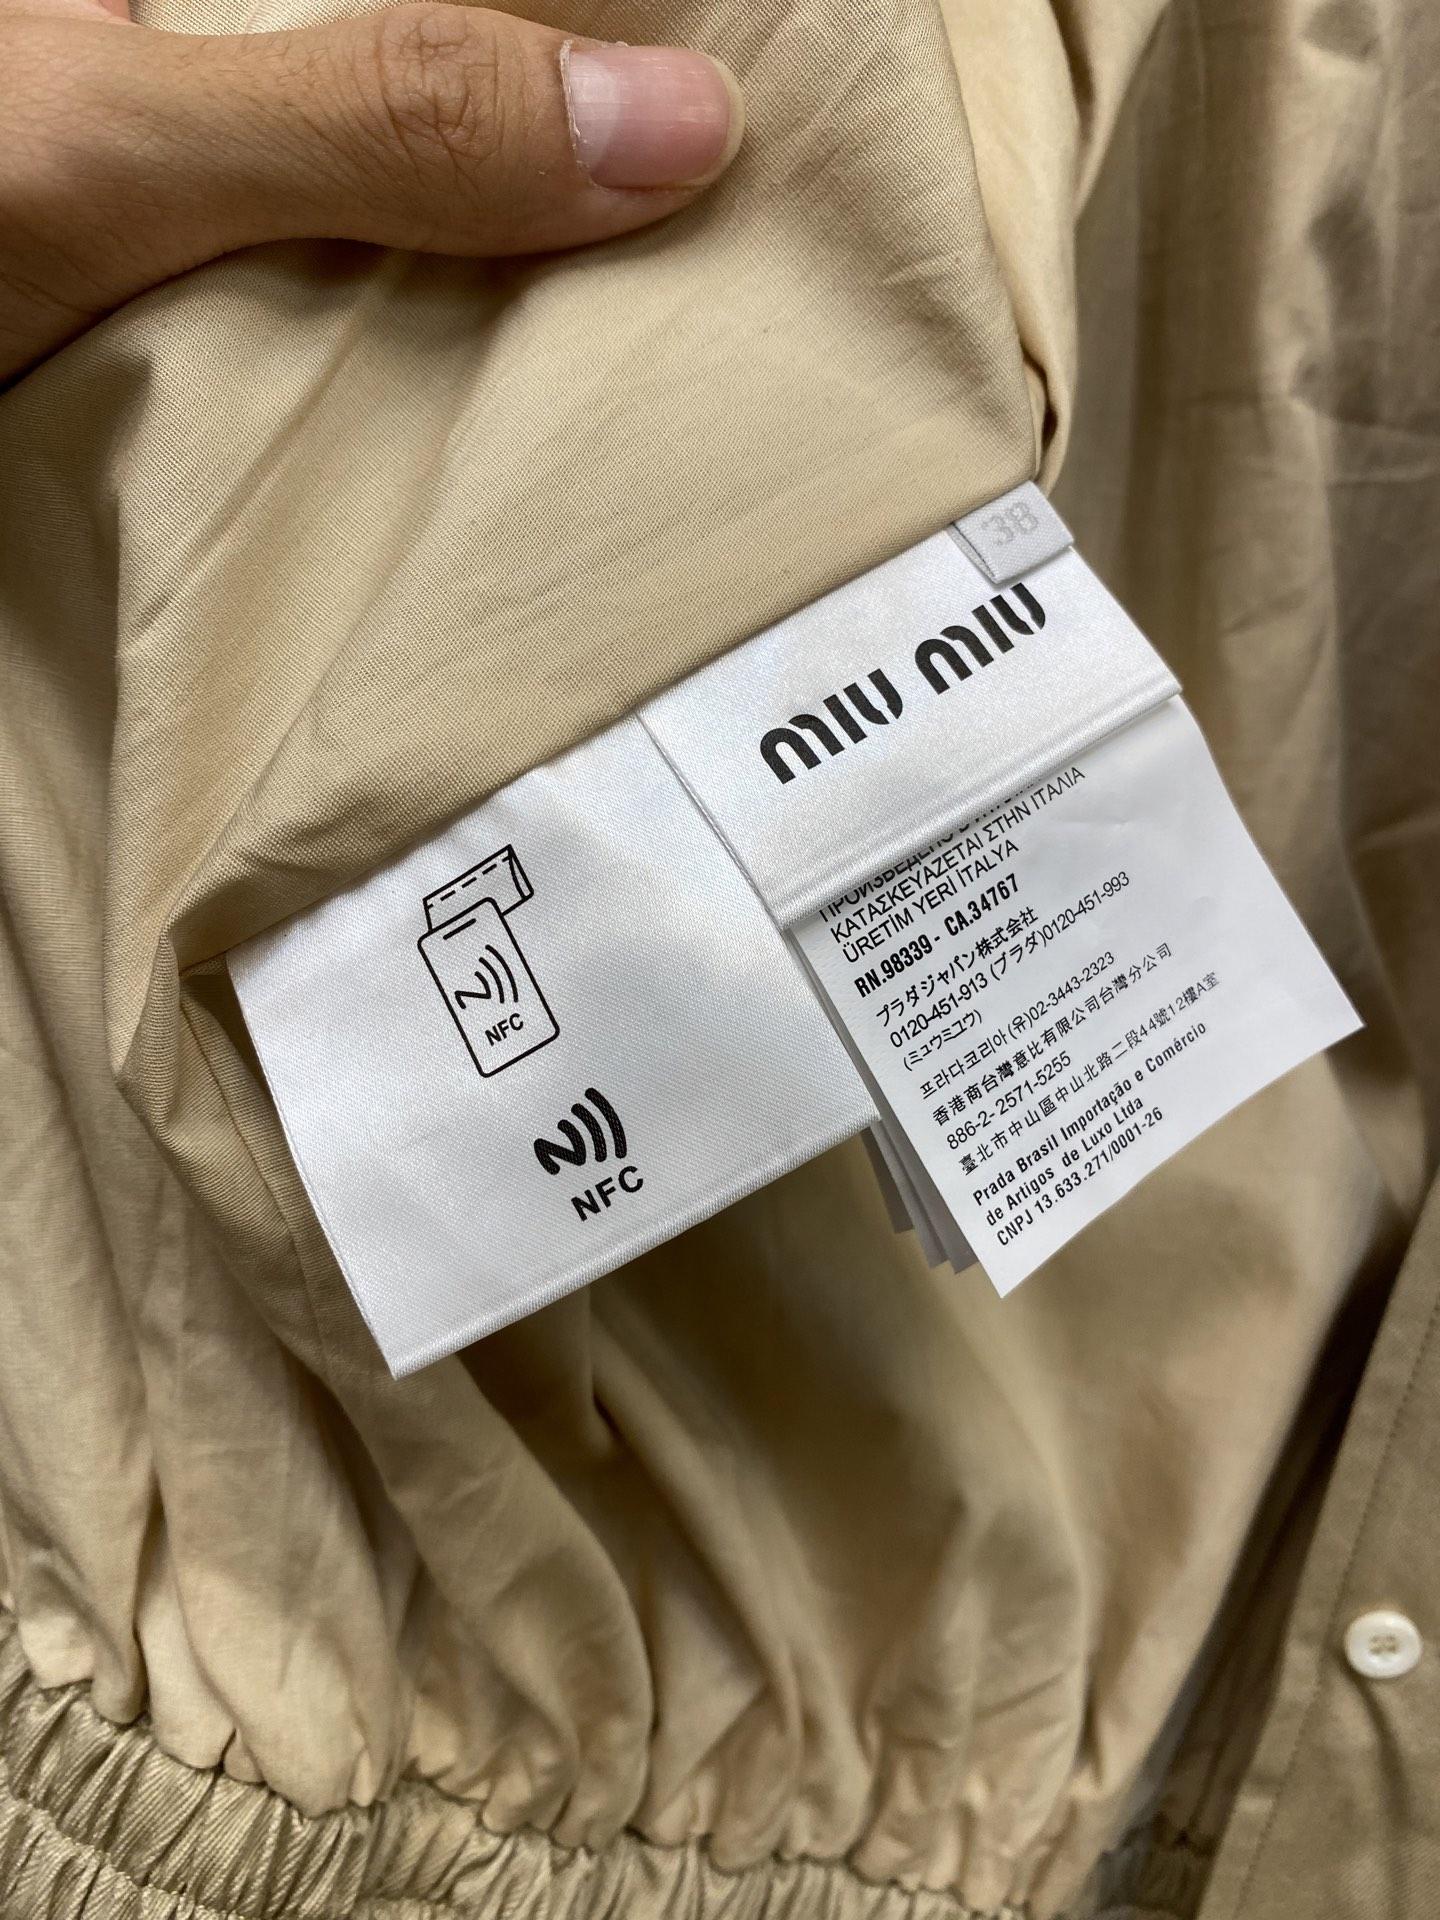 38
MIU MIU
NFC
NFC
ΚΑΤΑΣΚΕΥΑΖΕΤΑΙ ΣΤΗΝ ΙΤΑΛΙΑ
ÜRETİM YERİ İTALYA
RN.98339 - CA.34767
プラダジャパン株式会社
0120-451-913 (プラダ)0120-451-993
(ミュウミュウ)
프라다코리아(유)02-3443-2323
香港商台灣意比有限公司台灣分公司
886-2- 2571-5255
臺北市中山區中山北路二段44號12樓A室
Prada Brasil Importação e Comércio
de Artigos de Luxo Ltda
CNPJ 13.633.271/0001-26